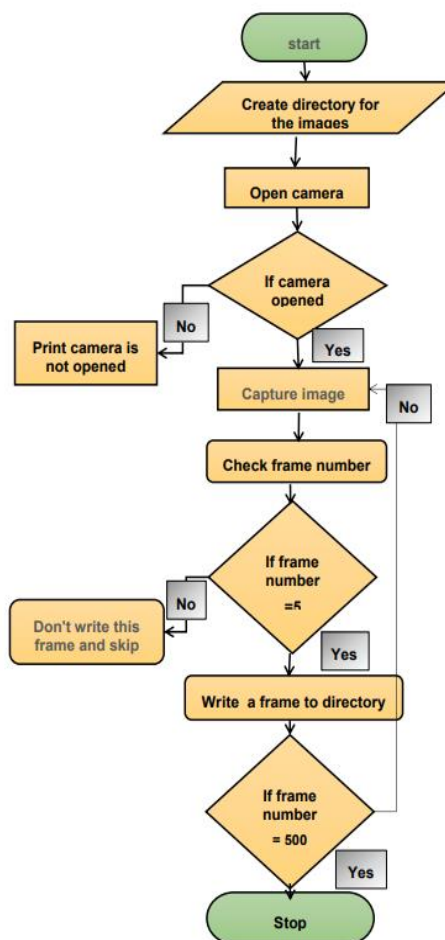 start
Create directory for
the images
Open camera
If camera
opened
No
Print camera is
not opened
Yes
Capture image
No
Check frame number
If frame
number
=5
No
Don't write this
frame and skip
Yes
Write a frame to directory
If frame
number
= 500
Yes
Stop